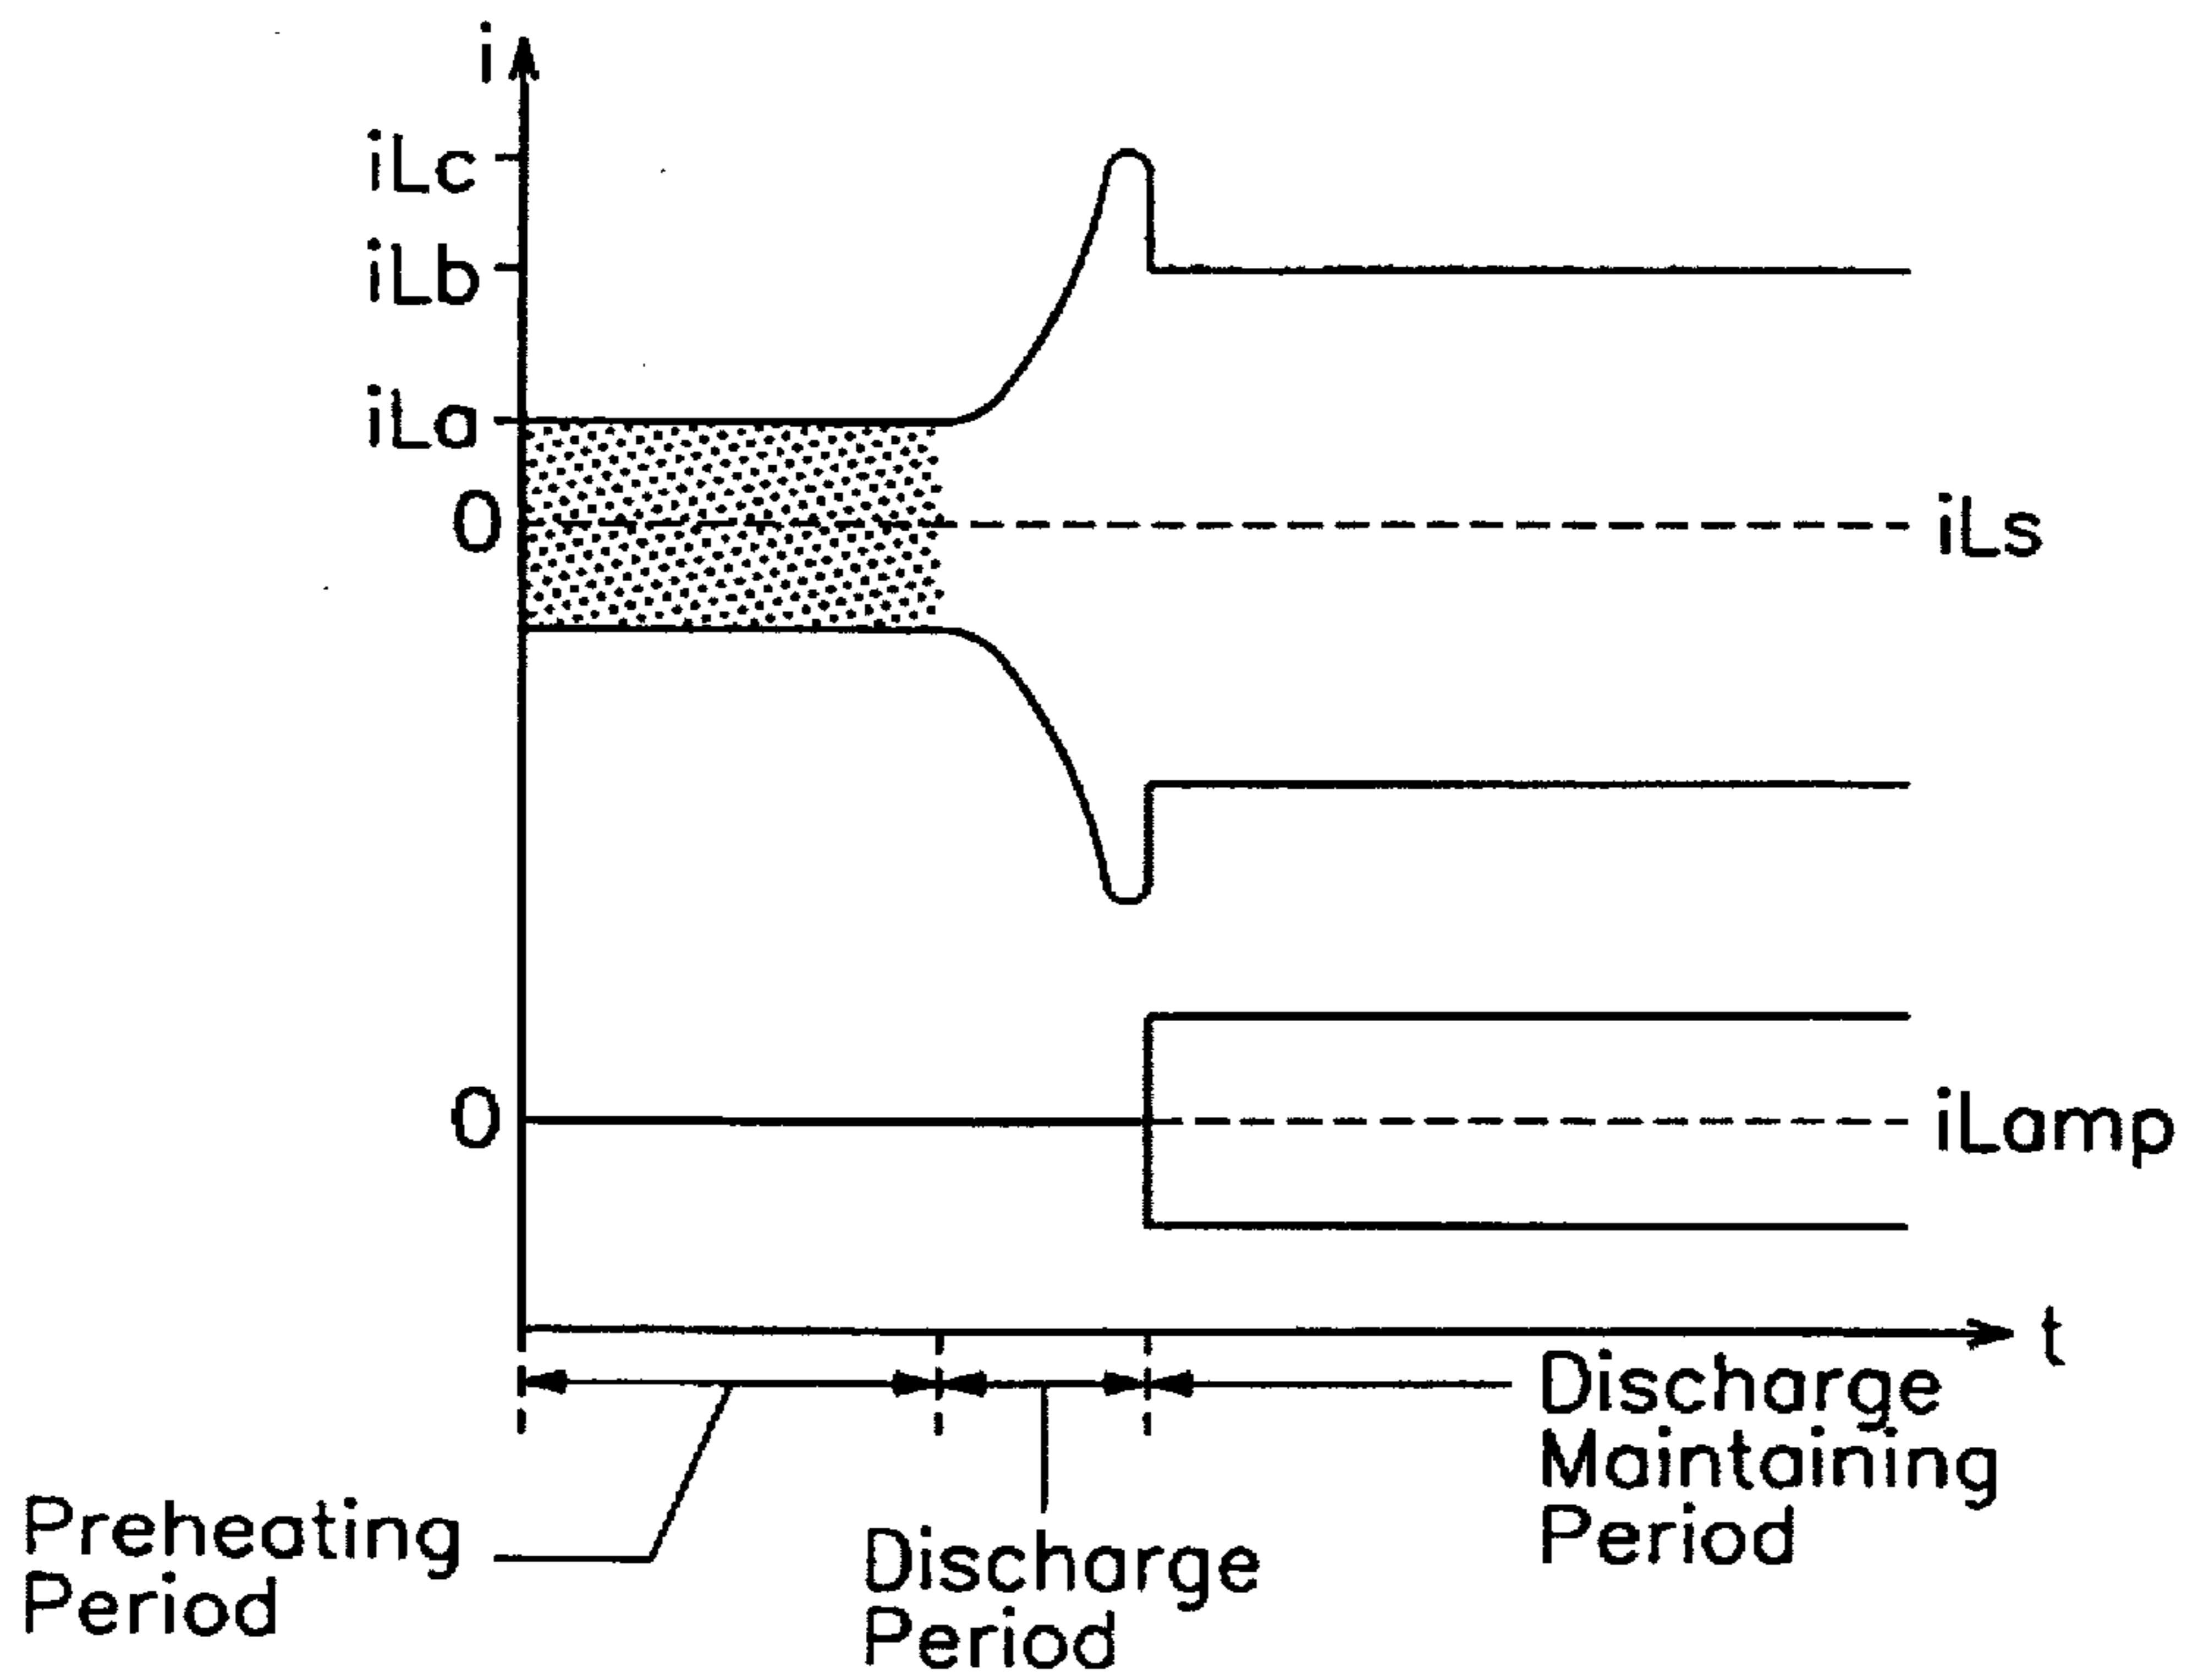 i
iLc
iLb
iLa
0
iLs
0
iLamp
t
Discharge
Maintaining
Period
Preheating
Period
Discharge
Period